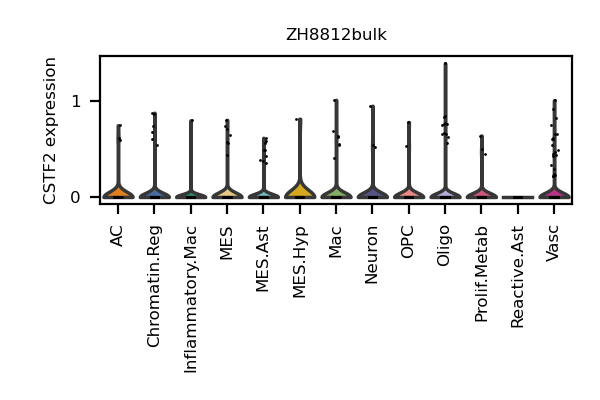 ZH8812bulk
CSTF2 expression
1
0
AC
Chromatin.Reg
Inflammatory.Mac
MES
MES.Ast
MES.Hyp
Mac
Neuron
OPC
Oligo
Prolif.Metab
Reactive.Ast
Vasc